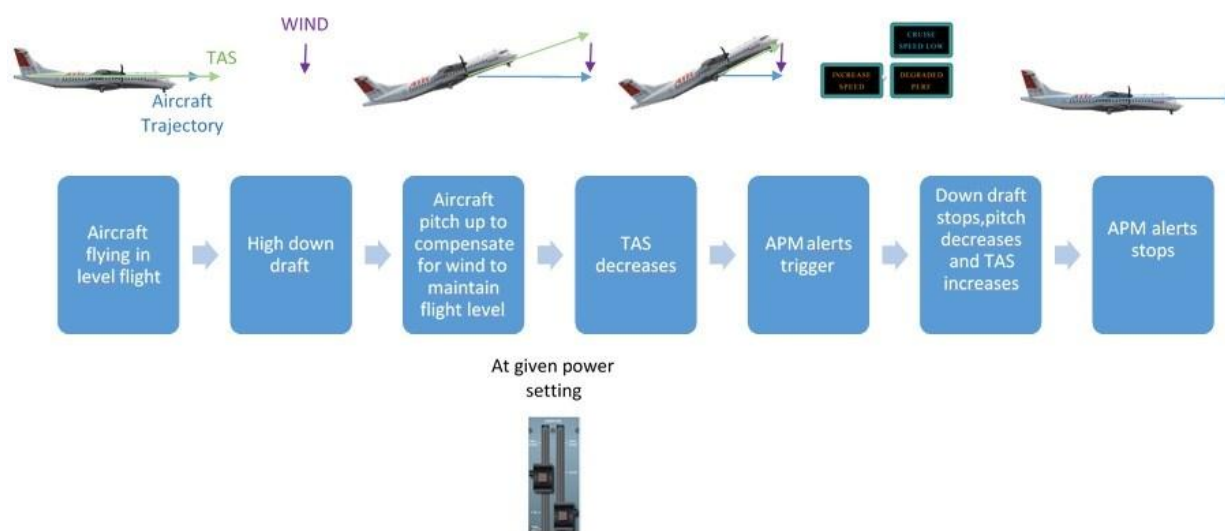 WIND
TAS
Aircraft
Trajectory
CRUISE
SPEED LOW
INCREASE
SPEED
DEGRADED
PERF
Aircraft
flying in
level flight
High down
draft
Aircraft
pitch up to
compensate
for wind to
maintain
flight level
TAS
decreases
APM alerts
trigger
Down draft
stops,pitch
decreases
and TAS
increases
APM alerts
stops
At given power
setting